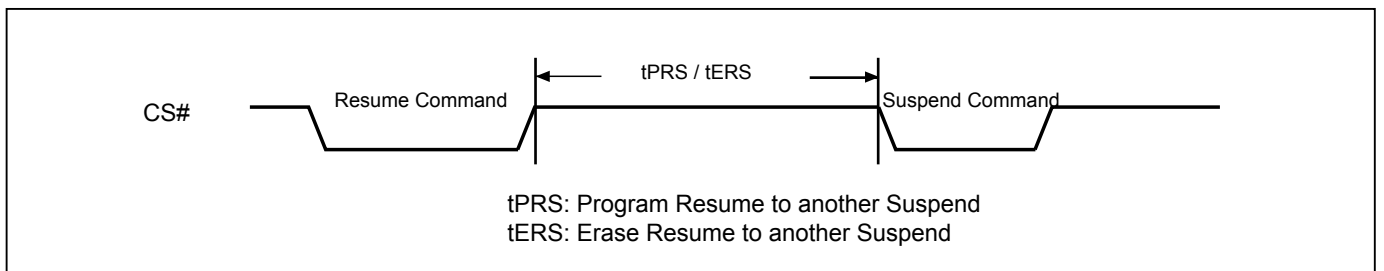 tPRS / tERS
CS#
Resume Command
Suspend Command
tPRS: Program Resume to another Suspend
tERS: Erase Resume to another Suspend